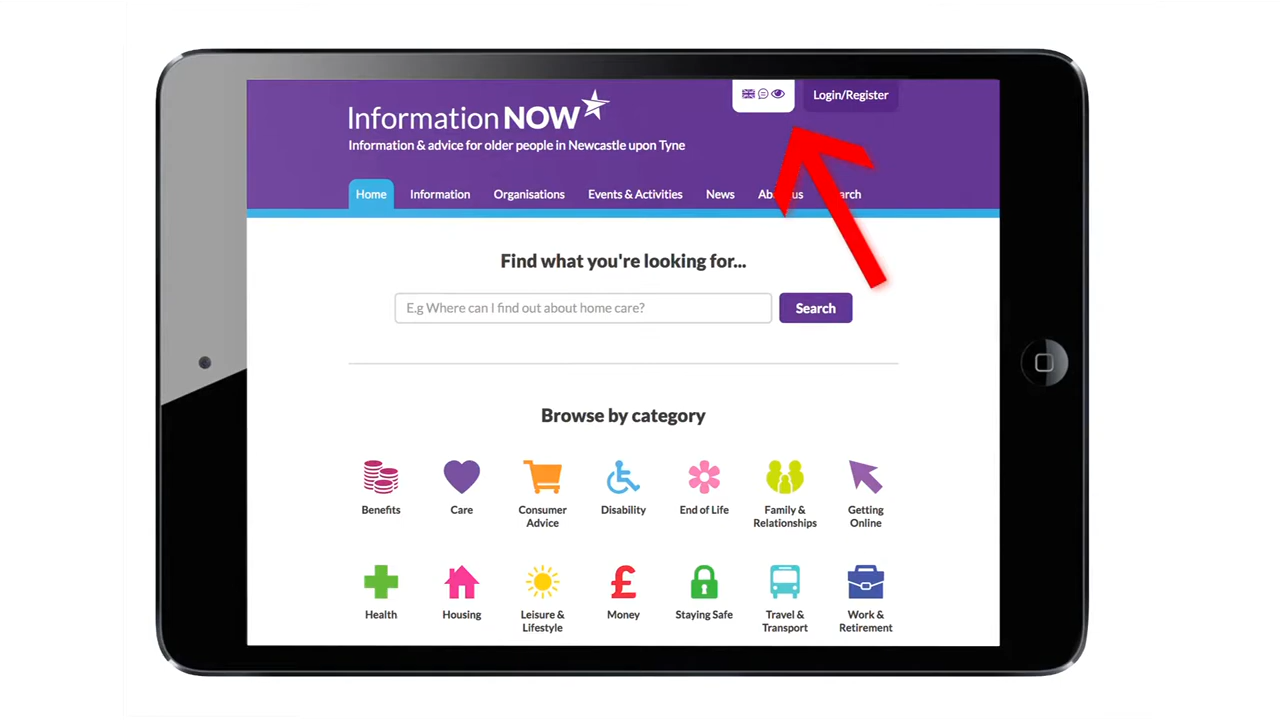 Information NOW
Login/Register
Information & advice for older people in Newcastle upon Tyne
Home Information Organisations Events & Activities News
Find what you're looking for...
E.g Where can I find out about home care?
Search
Browse by category
Benefits Care Consumer Advice Disability End of Life Family & Relationships Getting Online
Health Housing Leisure & Lifestyle Money Staying Safe Travel & Transport Work & Retirement